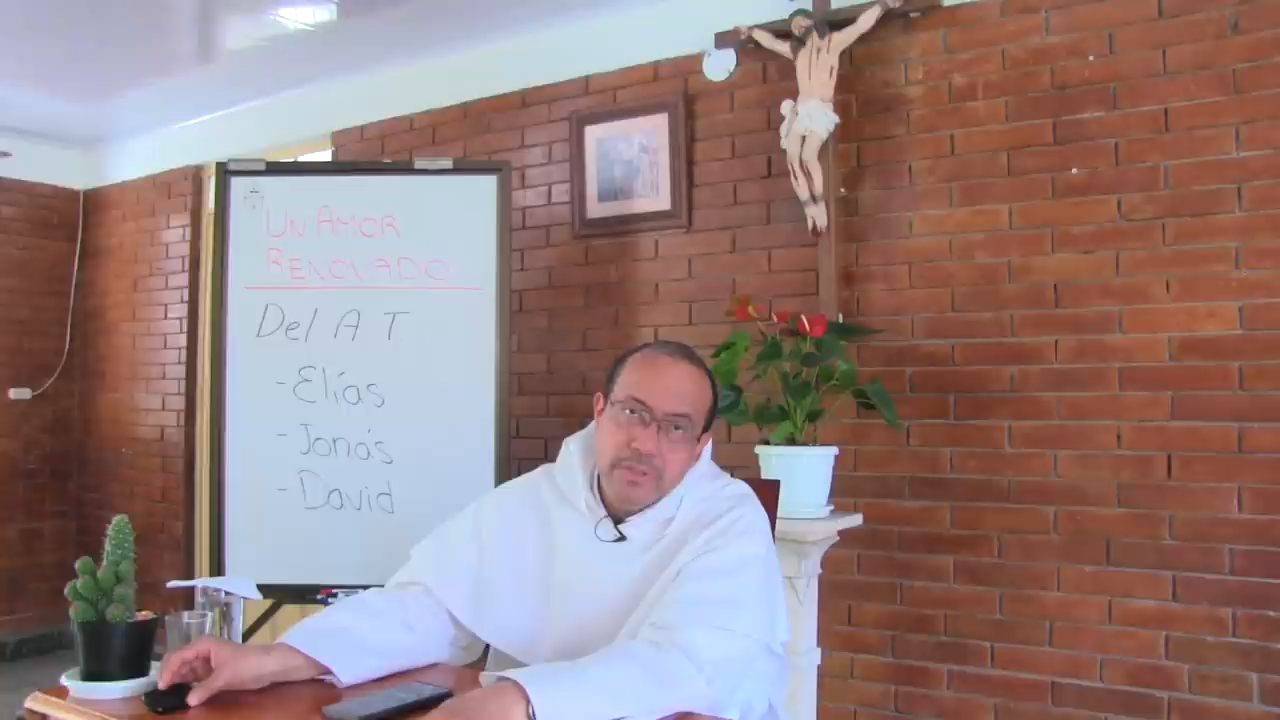 UN AMOR
RENOVADO
Del A T
- Elías
- Jonás
- David